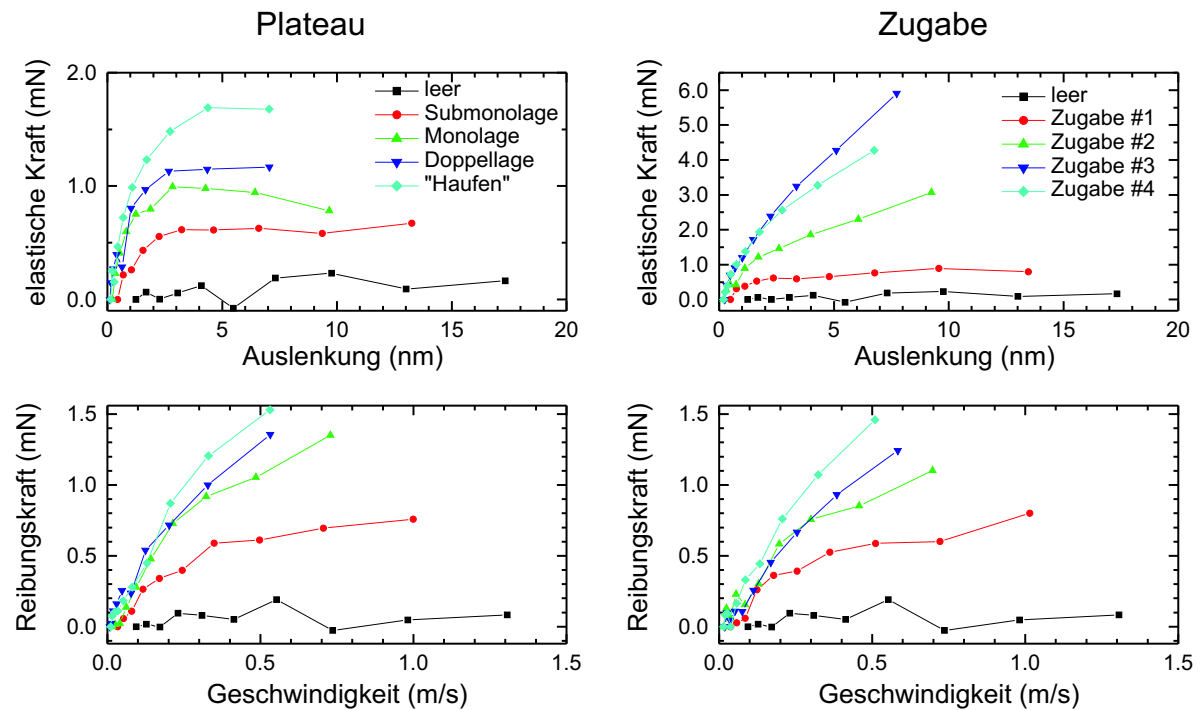 Plateau
Zugabe
elastische Kraft (mN)
2.0
1.0
0.0
leer
Submonolage
Monolage
Doppellage
"Haufen"
0 5 10 15 20
Auslenkung (nm)
elastische Kraft (mN)
6.0
5.0
4.0
3.0
2.0
1.0
0.0
leer
Zugabe #1
Zugabe #2
Zugabe #3
Zugabe #4
0 5 10 15 20
Auslenkung (nm)
Reibungskraft (mN)
1.5
1.0
0.5
0.0
0.0 0.5 1.0 1.5
Geschwindigkeit (m/s)
Reibungskraft (mN)
1.5
1.0
0.5
0.0
0.0 0.5 1.0 1.5
Geschwindigkeit (m/s)